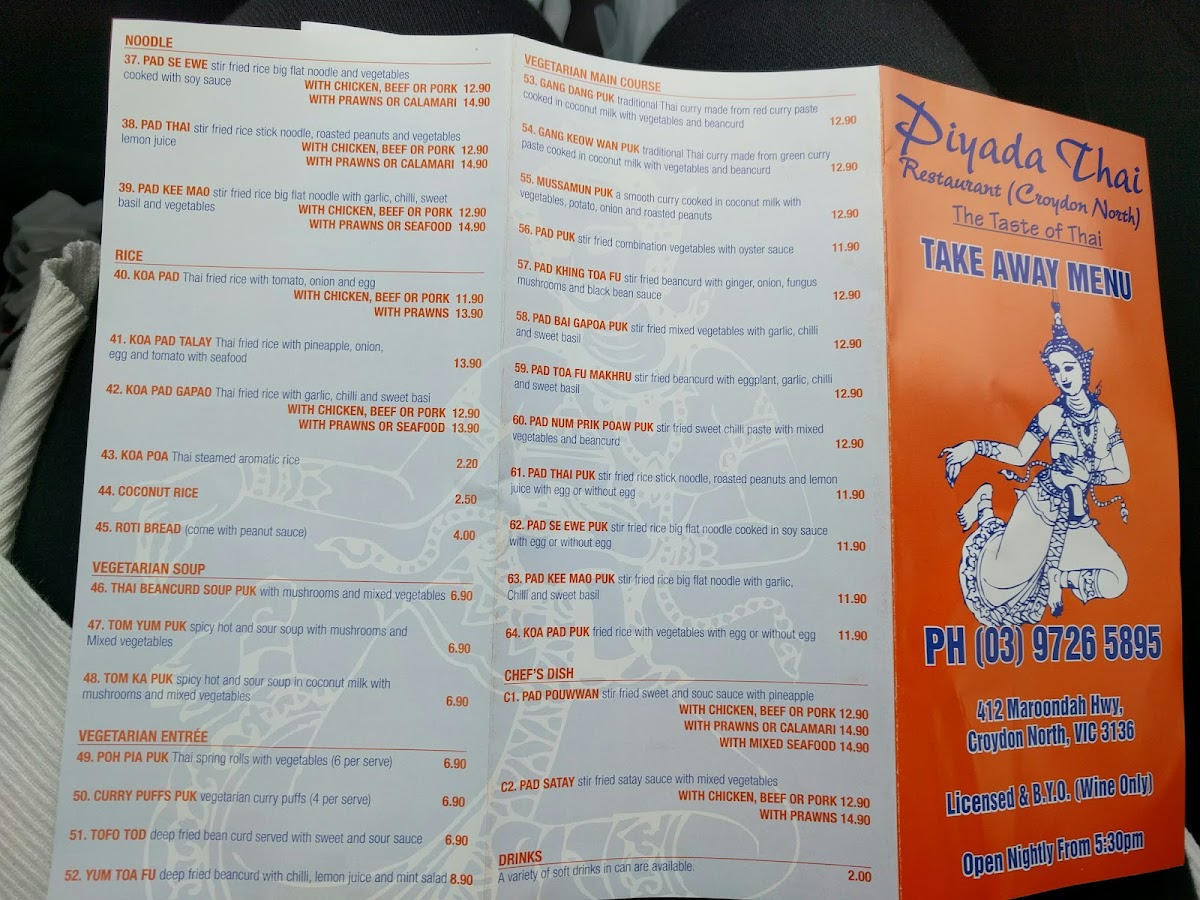 NOODLE
37. PAD SE EWE stir fried rice big flat noodle and vegetables
cooked with soy sauce
WITH CHICKEN, BEEF OR PORK 12.90
WITH PRAWNS OR CALAMARI 14.90
38. PAD THAI stir fried rice stick noodle, roasted peanuts and vegetables
lemon juice
WITH CHICKEN, BEEF OR PORK 12.90
WITH PRAWNS OR CALAMARI 14.90
39. PAD KEE MAO stir fried rice big flat noodle with garlic, chilli, sweet
basil and vegetables
WITH CHICKEN, BEEF OR PORK 12.90
WITH PRAWNS OR SEAFOOD 14.90
RICE
40. KOA PAD Thai fried rice with tomato, onion and egg
WITH CHICKEN, BEEF OR PORK 11.90
WITH PRAWNS 13.90
41. KOA PAD TALAY Thai fried rice with pineapple, onion,
egg and tomato with seafood 13.90
42. KOA PAD GAPAO Thai fried rice with garlic, chilli and sweet basi
WITH CHICKEN, BEEF OR PORK 12.90
WITH PRAWNS OR SEAFOOD 13.90
43. KOA POA Thai steamed aromatic rice 2.20
44. COCONUT RICE 2.50
45. ROTI BREAD (come with peanut sauce) 4.00
VEGETARIAN SOUP
46. THAI BEANCURD SOUP PUK with mushrooms and mixed vegetables 6.90
47. TOM YUM PUK spicy hot and sour soup with mushrooms and
Mixed vegetables 6.90
48. TOM KA PUK spicy hot and sour soup in coconut milk with
mushrooms and mixed vegetables 6.90
VEGETARIAN ENTRÉE
49. POH PIA PUK Thai spring rolls with vegetables (6 per serve) 6.90
50. CURRY PUFFS PUK vegetarian curry puffs (4 per serve) 6.90
51. TOFO TOD deep fried bean curd served with sweet and sour sauce 6.90
52. YUM TOA FU deep fried beancurd with chilli, lemon juice and mint salad 8.90
VEGETARIAN MAIN COURSE
53. GANG DANG PUK traditional Thai curry made from red curry paste
cooked in coconut milk with vegetables and beancurd 12.90
54. GANG KEOW WAN PUK traditional Thai curry made from green curry
paste cooked in coconut milk with vegetables and beancurd 12.90
55. MUSSAMUN PUK a smooth curry cooked in coconut milk with
vegetables, potato, onion and roasted peanuts 12.90
56. PAD PUK stir fried combination vegetables with oyster sauce 11.90
57. PAD KHING TOA FU stir fried beancurd with ginger, onion, fungus
mushrooms and black bean sauce 12.90
58. PAD BAI GAPOA PUK stir fried mixed vegetables with garlic, chilli
and sweet basil 12.90
59. PAD TOA FU MAKHRU stir fried beancurd with eggplant, garlic, chilli
and sweet basil 12.90
60. PAD NUM PRIK POAW PUK stir fried sweet chilli paste with mixed
vegetables and beancurd 12.90
61. PAD THAI PUK stir fried rice stick noodle, roasted peanuts and lemon
juice with egg or without egg 11.90
62. PAD SE EWE PUK stir fried rice big flat noodle cooked in soy sauce
with egg or without egg 11.90
63. PAD KEE MAO PUK stir fried rice big flat noodle with garlic,
Chilli and sweet basil 11.90
64. KOA PAD PUK fried rice with vegetables with egg or without egg 11.90
CHEF'S DISH
C1. PAD POUWWAN stir fried sweet and souc sauce with pineapple
WITH CHICKEN, BEEF OR PORK 12.90
WITH PRAWNS OR CALAMARI 14.90
WITH MIXED SEAFOOD 14.90
C2. PAD SATAY stir fried satay sauce with mixed vegetables
WITH CHICKEN, BEEF OR PORK 12.90
WITH PRAWNS 14.90
DRINKS
A variety of soft drinks in can are available. 2.00
Piyada Thai
Restaurant (Croydon North)
The Taste of Thai
TAKE AWAY MENU
PH (03) 9726 5895
412 Maroondah Hwy,
Croydon North, VIC 3136
Licensed & B.Y.O. (Wine Only)
Open Nightly From 5:30pm